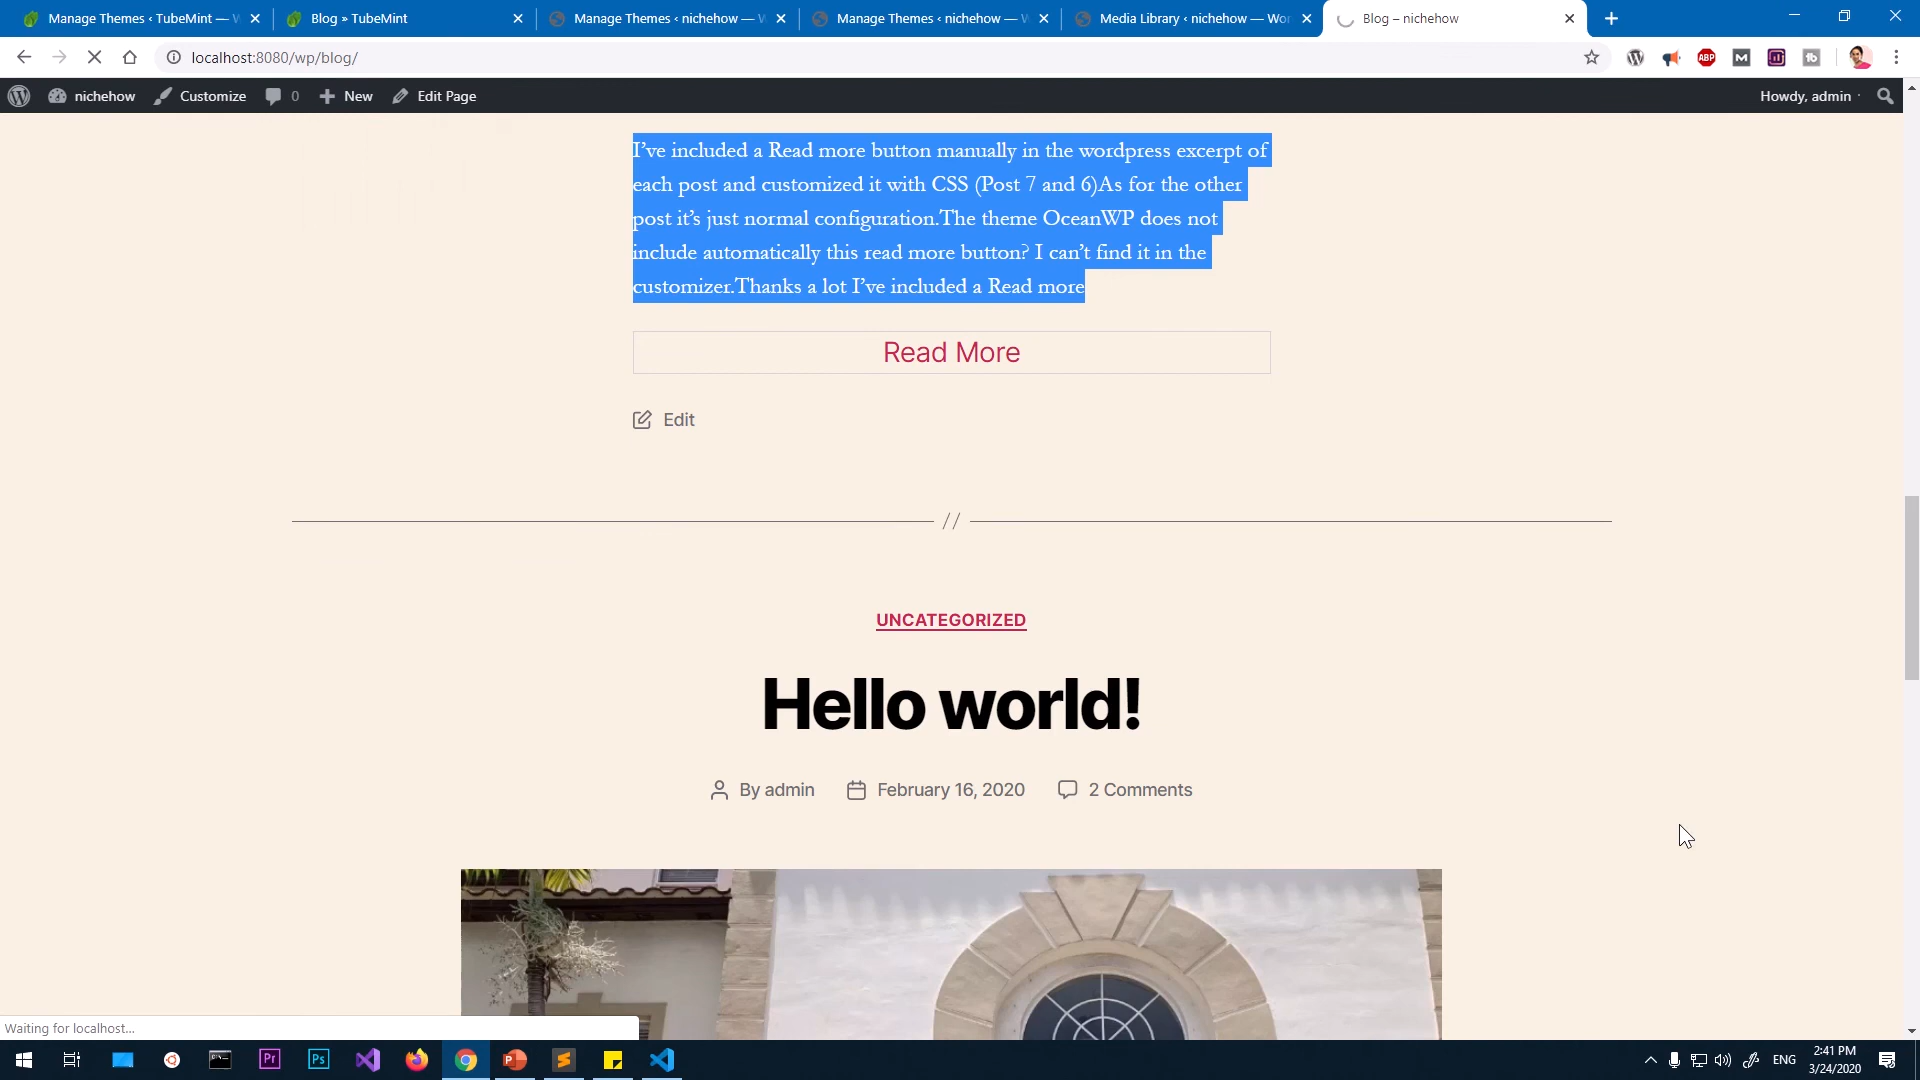 Manage Themes ‹ TubeMint — W
Blog » TubeMint
Manage Themes ‹ nichehow — W
Manage Themes ‹ nichehow — W
Media Library ‹ nichehow — Wor
Blog – nichehow
localhost:8080/wp/blog/
ABP
nichehow
Customize
0
New
Edit Page
Howdy, admin
I’ve included a Read more button manually in the wordpress excerpt of
each post and customized it with CSS (Post 7 and 6)As for the other
post it’s just normal configuration.The theme OceanWP does not
include automatically this read more button? I can’t find it in the
customizer.Thanks a lot I’ve included a Read more
Read More
Edit
//
UNCATEGORIZED
Hello world!
By admin
February 16, 2020
2 Comments
Waiting for localhost...
Pr
Ps
ENG
2:41 PM
3/24/2020